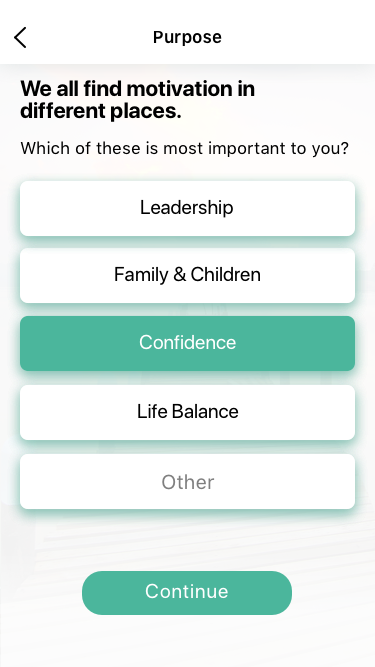 Purpose
We all find motivation in
different places.
Which of these is most important to you?
Leadership
Family & Children
Confidence
Life Balance
Other
Continue